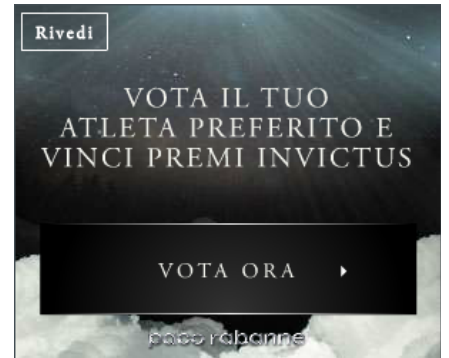 Rivedi
VOTA IL TUO
ATLETA PREFERITO E
VINCI PREMI INVICTUS
VOTA ORA
paco rabanne